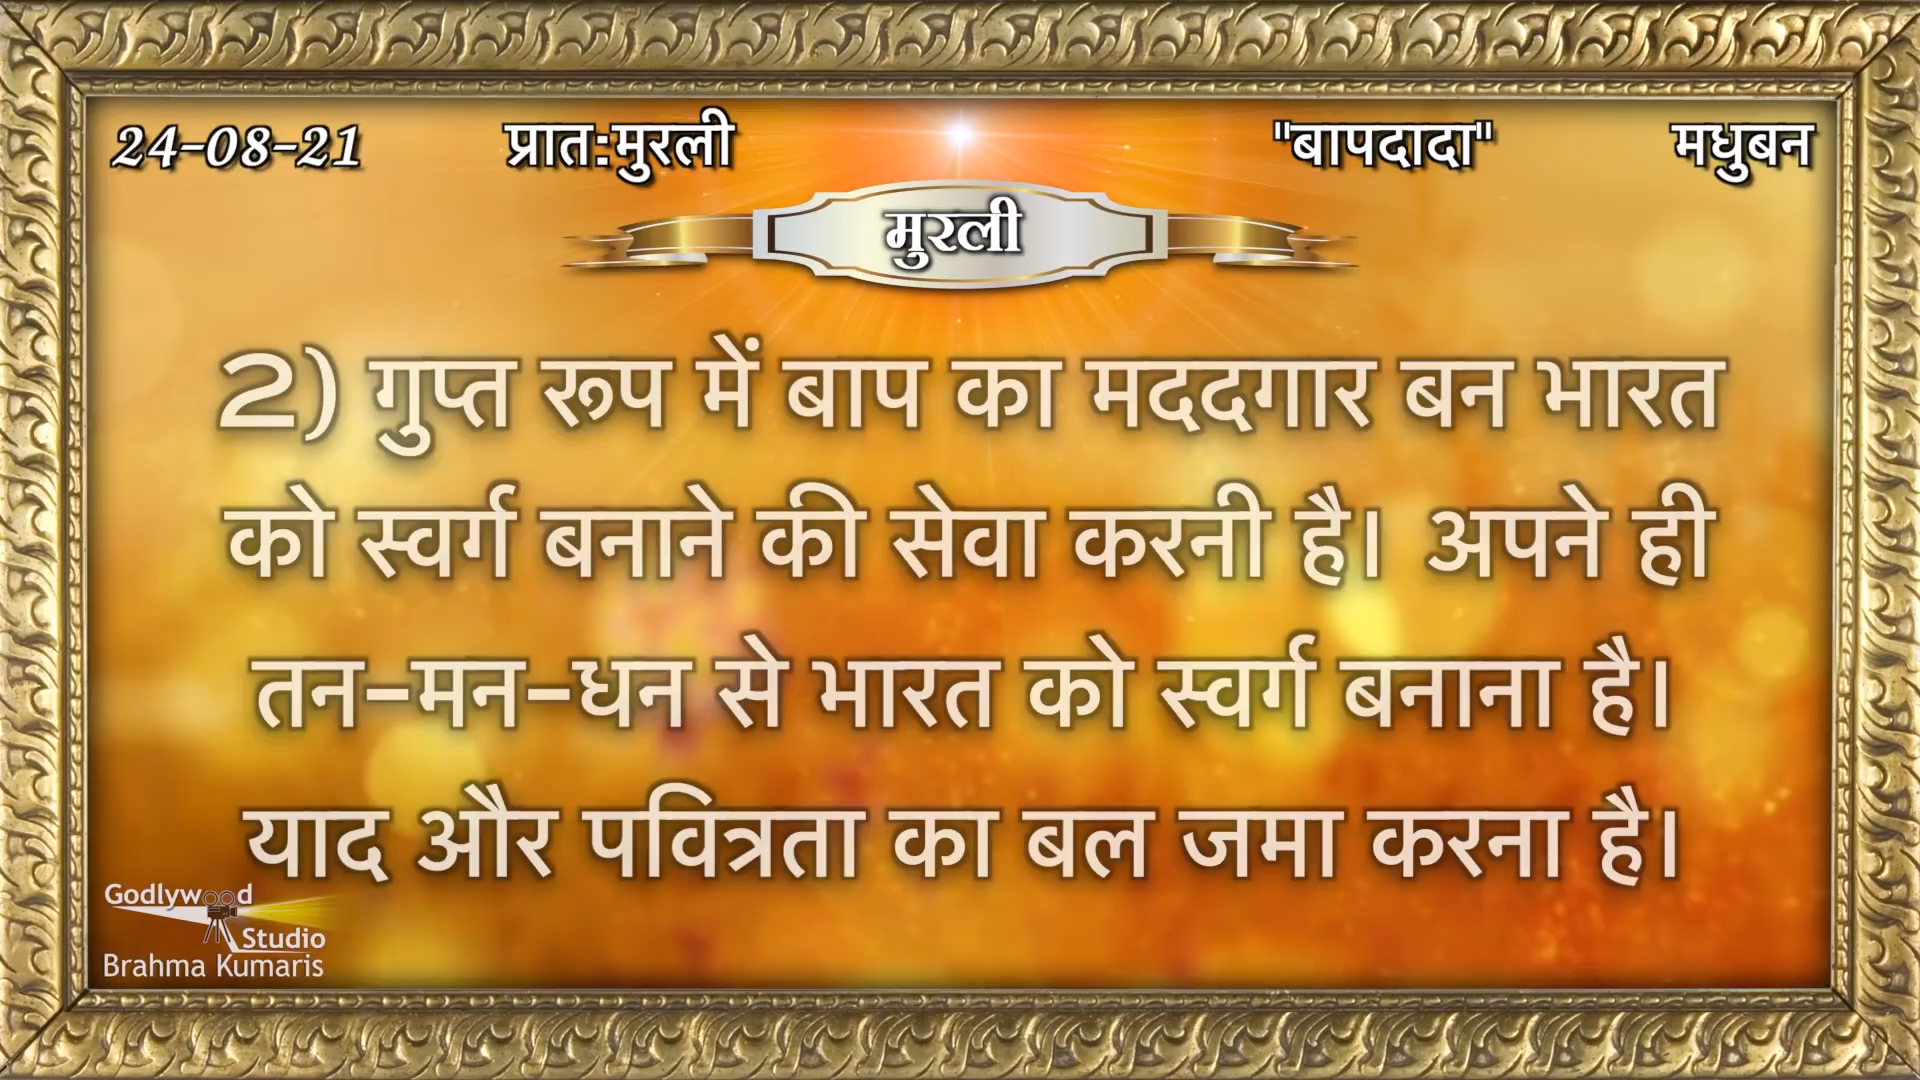 24-08-21 प्रात:मुरली "बापदादा" मधुबन
मुरली
2) गुप्त रूप में बाप का मददगार बन भारत
को स्वर्ग बनाने की सेवा करनी है। अपने ही
तन-मन-धन से भारत को स्वर्ग बनाना है।
याद और पवित्रता का बल जमा करना है।
Godlywood
Studio
Brahma Kumaris